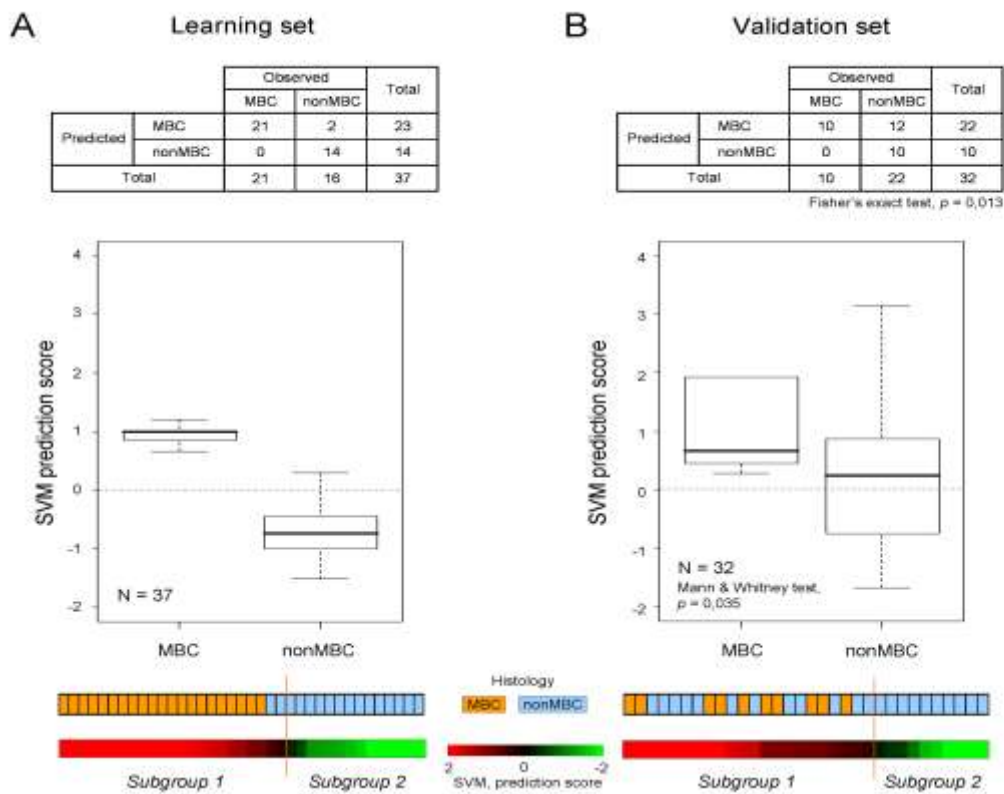 A
Learning set
Observed
Total
MBC
nonMBC
Predicted
MBC
21
2
23
nonMBC
0
14
14
Total
21
16
37
B
Validation set
Observed
Total
MBC
nonMBC
Predicted
MBC
10
12
22
nonMBC
0
10
10
Total
10
22
32
Fisher's exact test, p = 0,013
SVM prediction score
4
3
2
1
0
-1
-2
N = 37
MBC
nonMBC
SVM prediction score
4
3
2
1
0
-1
-2
N = 32
Mann & Whitney test,
p = 0,035
MBC
nonMBC
Histology
MBC
nonMBC
2
0
-2
SVM, prediction score
Subgroup 1
Subgroup 2
Subgroup 1
Subgroup 2